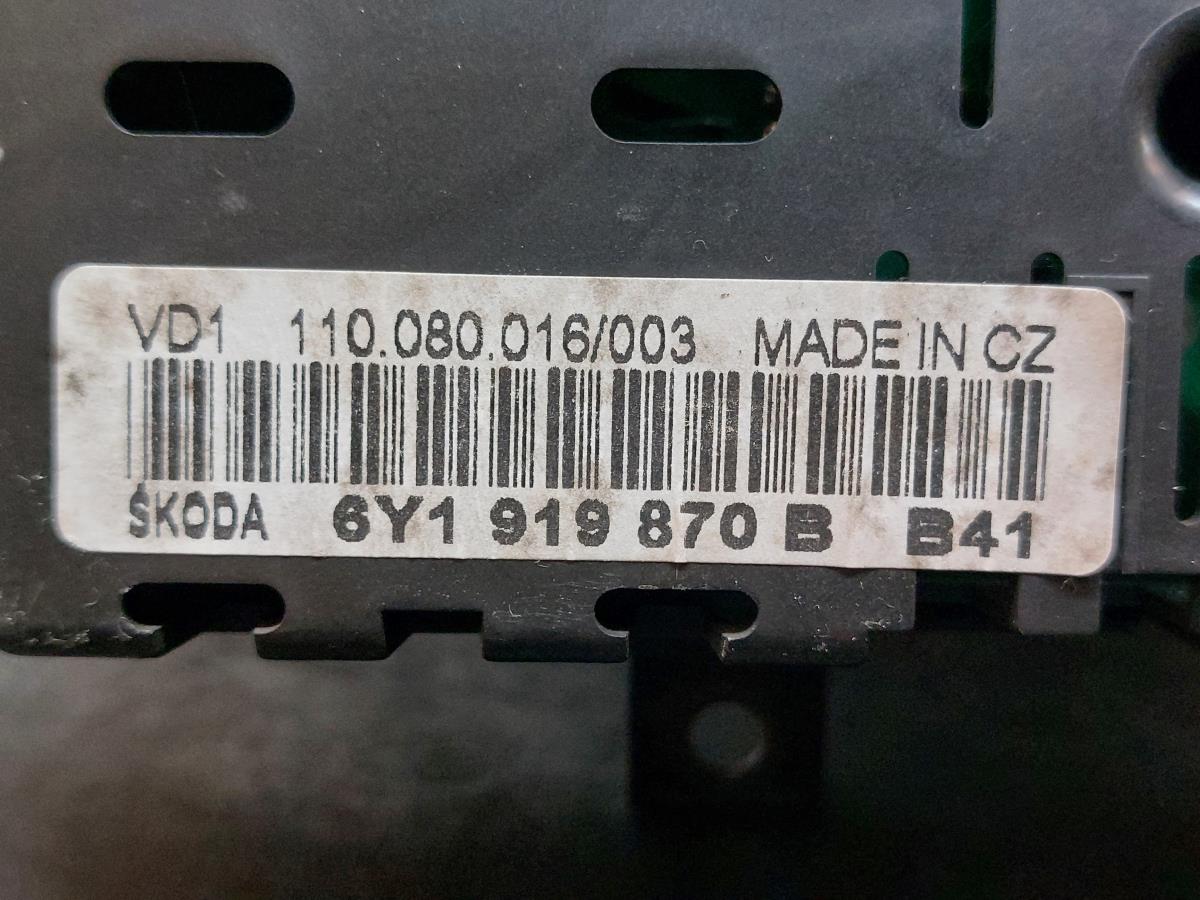 VD1 110.080.016/003 MADE IN CZ
ŠKODA 6Y1 919 870 B B41